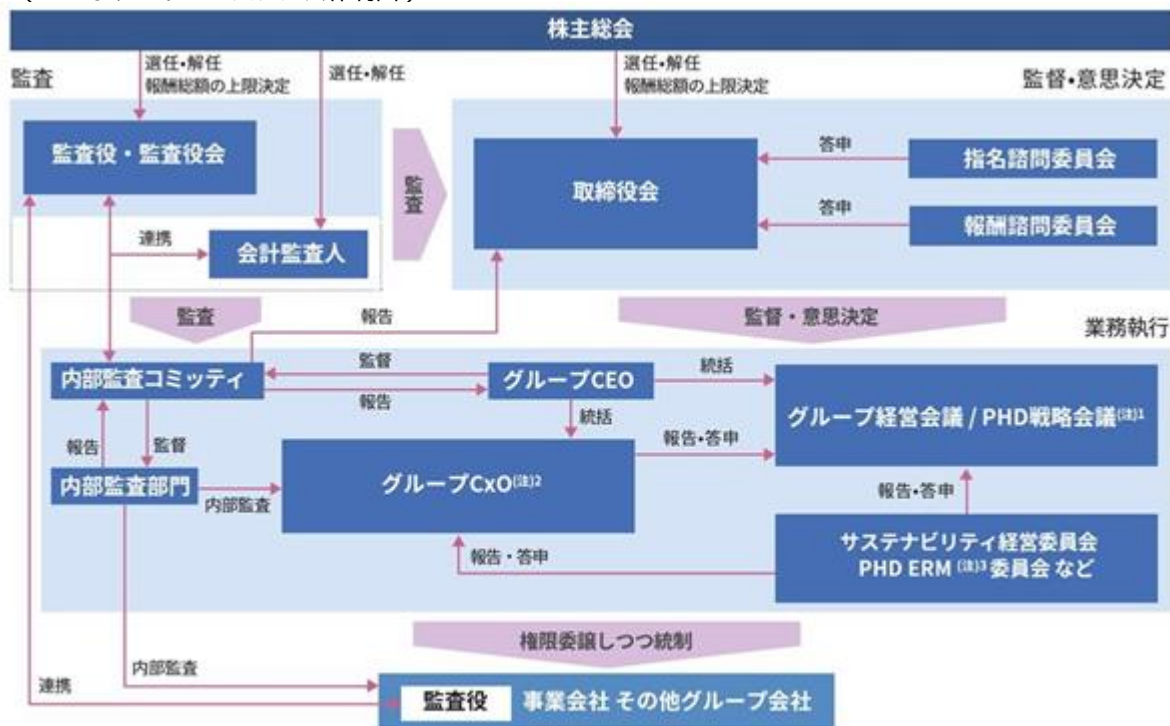 株主総会
監査
選任・解任
報酬総額の上限決定
選任・解任
選任・解任
報酬総額の上限決定
監督・意思決定
監査役・監査役会
監査
取締役会
答申
指名諮問委員会
答申
報酬諮問委員会
連携
会計監査人
監査
報告
監督・意思決定
業務執行
内部監査コミッティ
監督
報告
グループCEO
統括
統括
グループ経営会議 / PHD戦略会議(注)1
報告
監督
報告・答申
内部監査部門
内部監査
グループCxO(注)2
報告・答申
報告・答申
サステナビリティ経営委員会
PHD ERM (注)3 委員会 など
権限委譲しつつ統制
内部監査
連携
監査役
事業会社 その他グループ会社